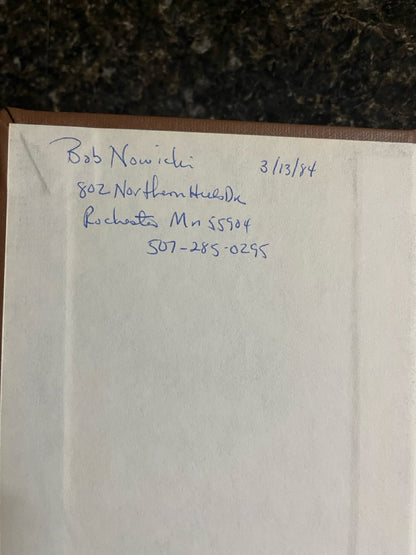 Bob Nowicki 3/13/84
802 Northern Hills Dr
Rochester Mn 55904
507-285-0295